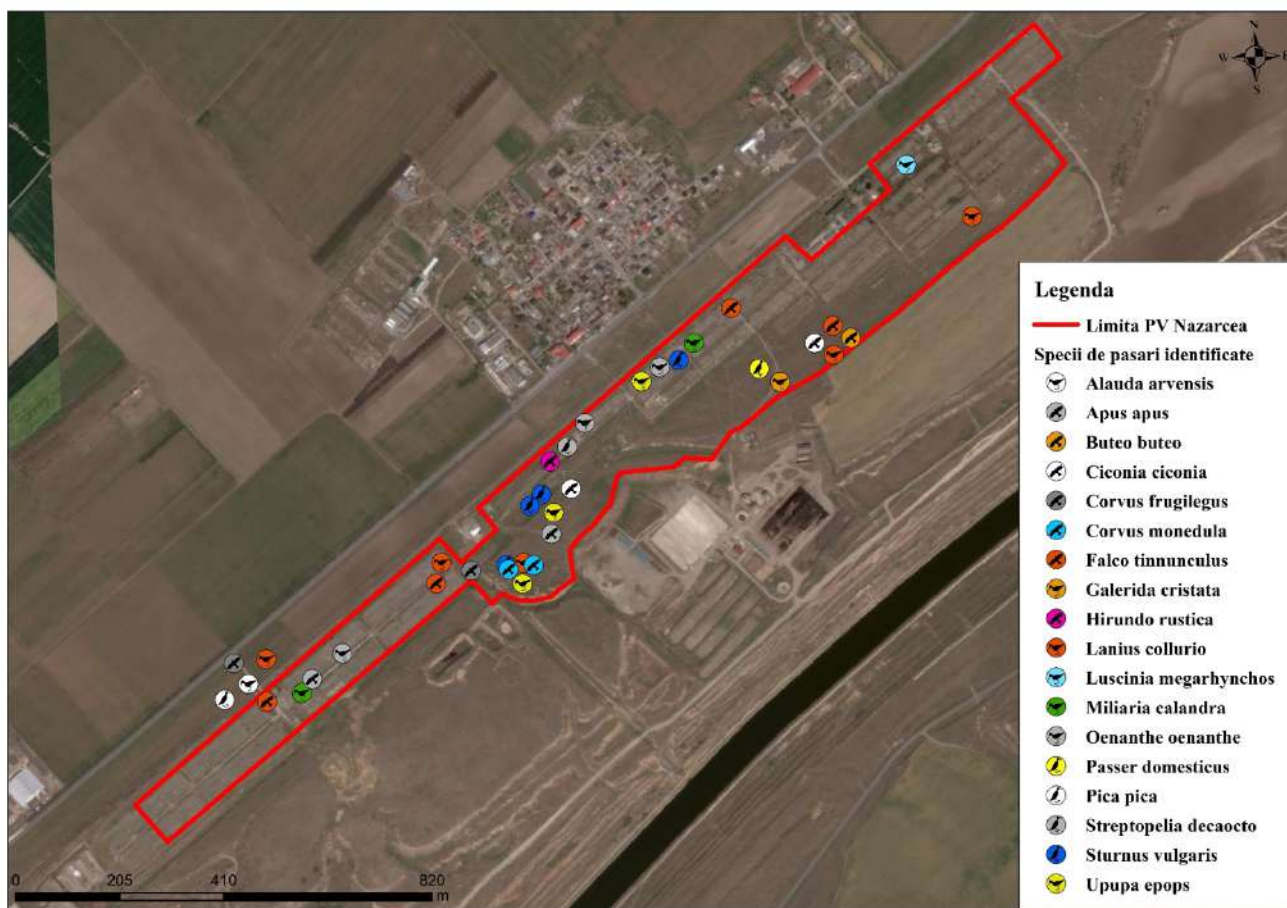 N
W E
S
Legenda
Limita PV Nazarcea
Specii de pasari identificate
Alauda arvensis
Apus apus
Buteo buteo
Ciconia ciconia
Corvus frugilegus
Corvus monedula
Falco tinnunculus
Galerida cristata
Hirundo rustica
Lanius collurio
Luscinia megarhynchos
Miliaria calandra
Oenanthe oenanthe
Passer domesticus
Pica pica
Streptopelia decaocto
Sturnus vulgaris
Upupa epops
0 205 410 820
m